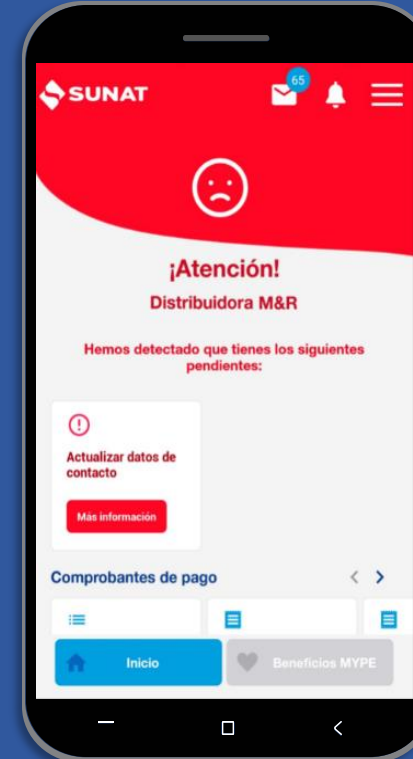 SUNAT
65
¡Atención!
Distribuidora M&R
Hemos detectado que tienes los siguientes
pendientes:
Actualizar datos de
contacto
Más información
Comprobantes de pago
Inicio
Beneficios MYPE